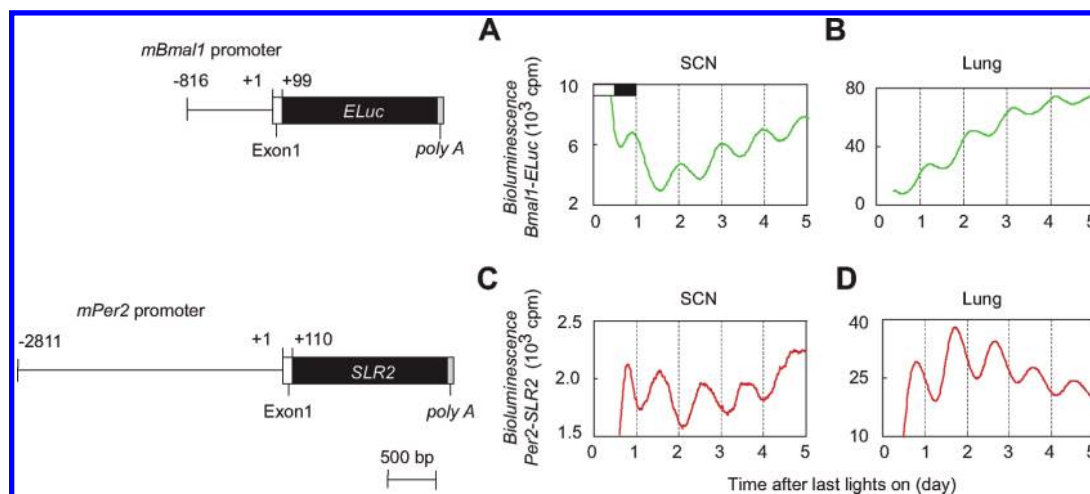 mBmal1 promoter
-816 +1 +99
ELuc
Exon1
poly A
mPer2 promoter
-2811 +1 +110
SLR2
Exon1
poly A
500 bp
A
SCN
Bioluminescence
Bmal1-ELuc (10³ cpm)
10
6
2
0 1 2 3 4 5
B
Lung
80
40
0
0 1 2 3 4 5
C
SCN
Bioluminescence
Per2-SLR2 (10³ cpm)
2.5
2.0
1.5
0 1 2 3 4 5
D
Lung
40
25
10
0 1 2 3 4 5
Time after last lights on (day)